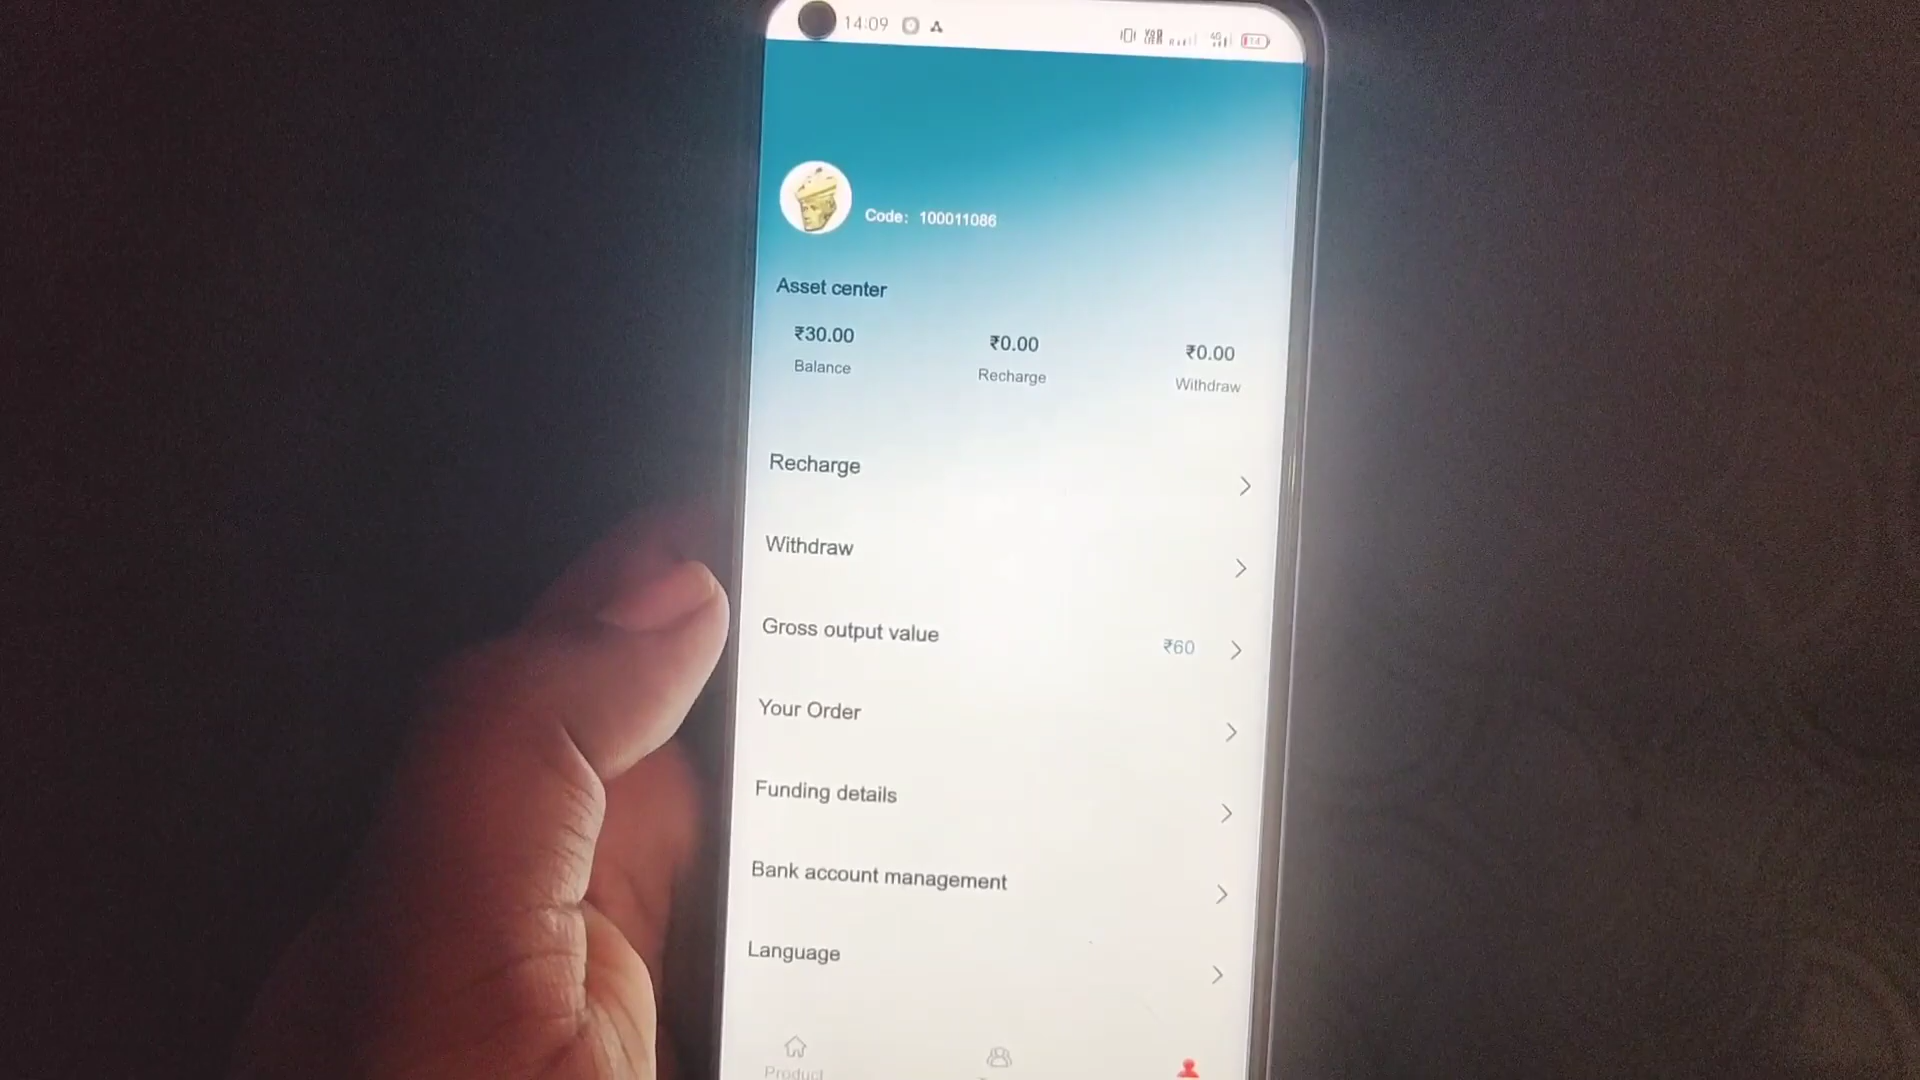 14:09
Code: 100011086
Asset center
₹30.00 ₹0.00 ₹0.00
Balance Recharge Withdraw
Recharge
Withdraw
Gross output value ₹60
Your Order
Funding details
Bank account management
Language
Product